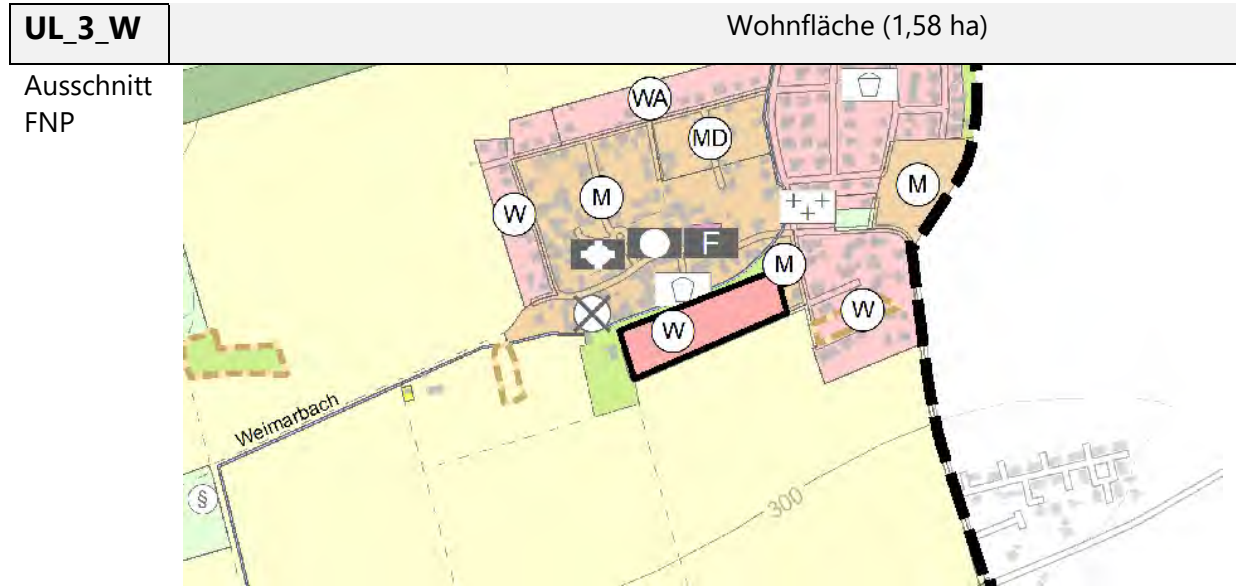 UL_3_W
Wohnfläche (1,58 ha)
Ausschnitt
FNP
WA
MD
M
M
W
F
M
W
W
Weimarbach
§
300